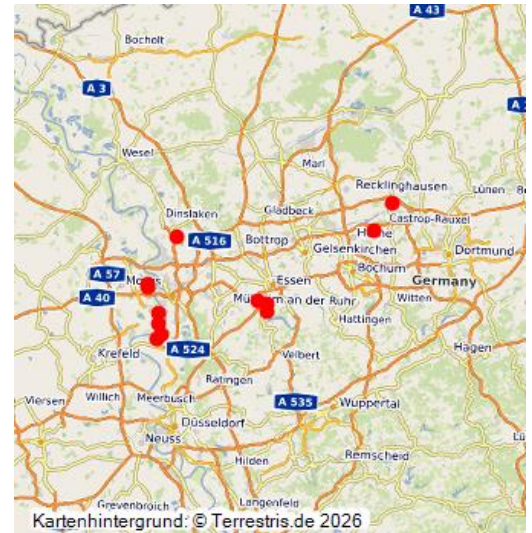 A 43
Bocholt
A 3
Wesel
Marl
Recklinghausen
Lünen
Dinslaken
Gladbeck
Castrop-Rauxel
A 516
Bottrop
Gelsenkirchen
Dortmund
A 57
Essen
Bochum
Germany
A 40
an der Ruhr
Witten
Hattingen
Krefeld
A 524
Velbert
Hagen
Ratingen
Viersen
Willich
Meerbusch
A 535
Wuppertal
Düsseldorf
Neuss
Hilden
Remscheid
Grevenbroich
Langenfeld
Kartenhintergrund: © Terrestris.de 2026